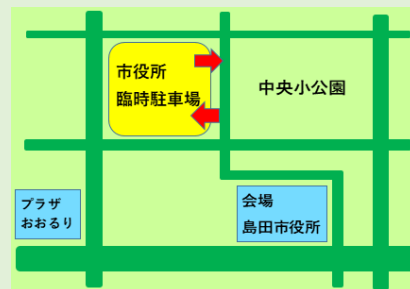 市役所
臨時駐車場
中央小公園
プラザ
おおるり
会場
島田市役所